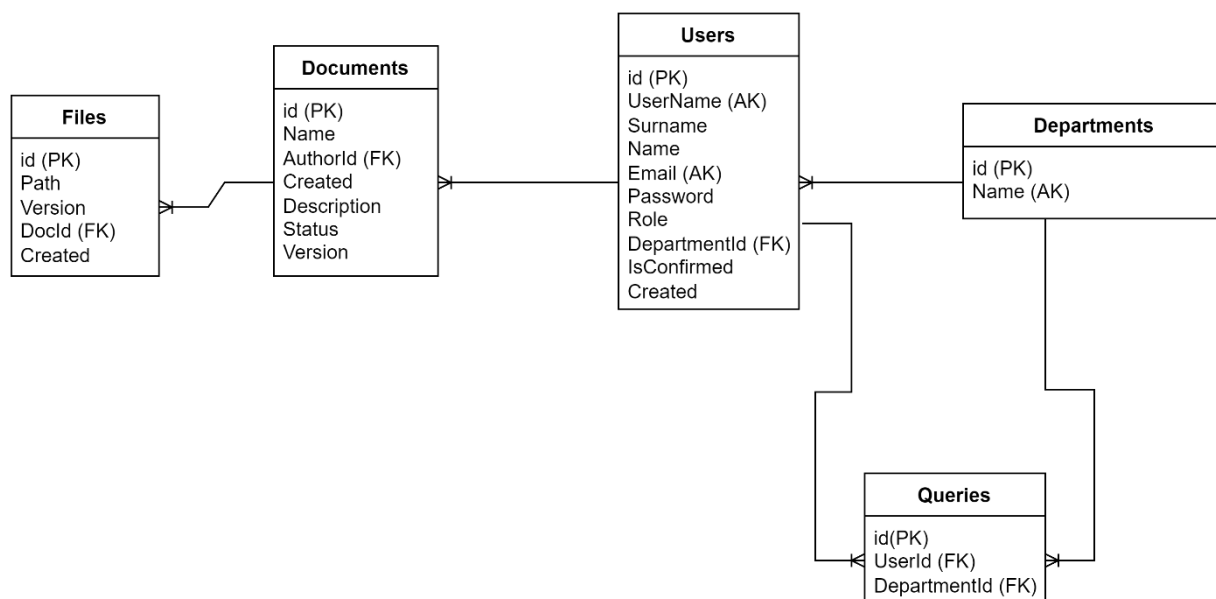 Files
id (PK)
Path
Version
DocId (FK)
Created
Documents
id (PK)
Name
AuthorId (FK)
Created
Description
Status
Version
Users
id (PK)
UserName (AK)
Surname
Name
Email (AK)
Password
Role
DepartmentId (FK)
IsConfirmed
Created
Departments
id (PK)
Name (AK)
Queries
id(PK)
UserId (FK)
DepartmentId (FK)